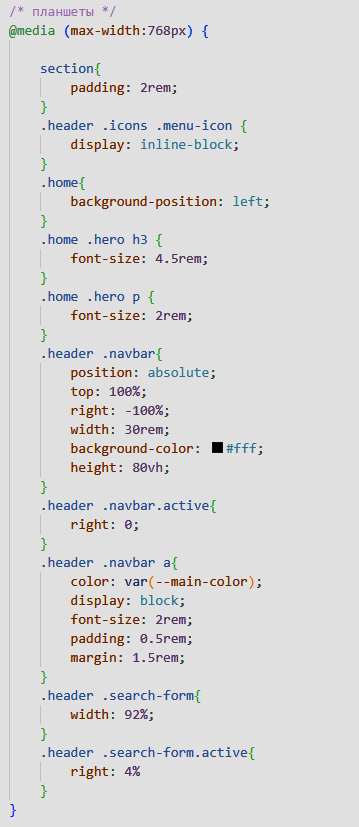 /* планшеты */
@media (max-width:768px) {
section{
padding: 2rem;
}
.header .icons .menu-icon {
display: inline-block;
}
.home{
background-position: left;
}
.home .hero h3 {
font-size: 4.5rem;
}
.home .hero p {
font-size: 2rem;
}
.header .navbar{
position: absolute;
top: 100%;
right: -100%;
width: 30rem;
background-color: #fff;
height: 80vh;
}
.header .navbar.active{
right: 0;
}
.header .navbar a{
color: var(--main-color);
display: block;
font-size: 2rem;
padding: 0.5rem;
margin: 1.5rem;
}
.header .search-form{
width: 92%;
}
.header .search-form.active{
right: 4%
}
}